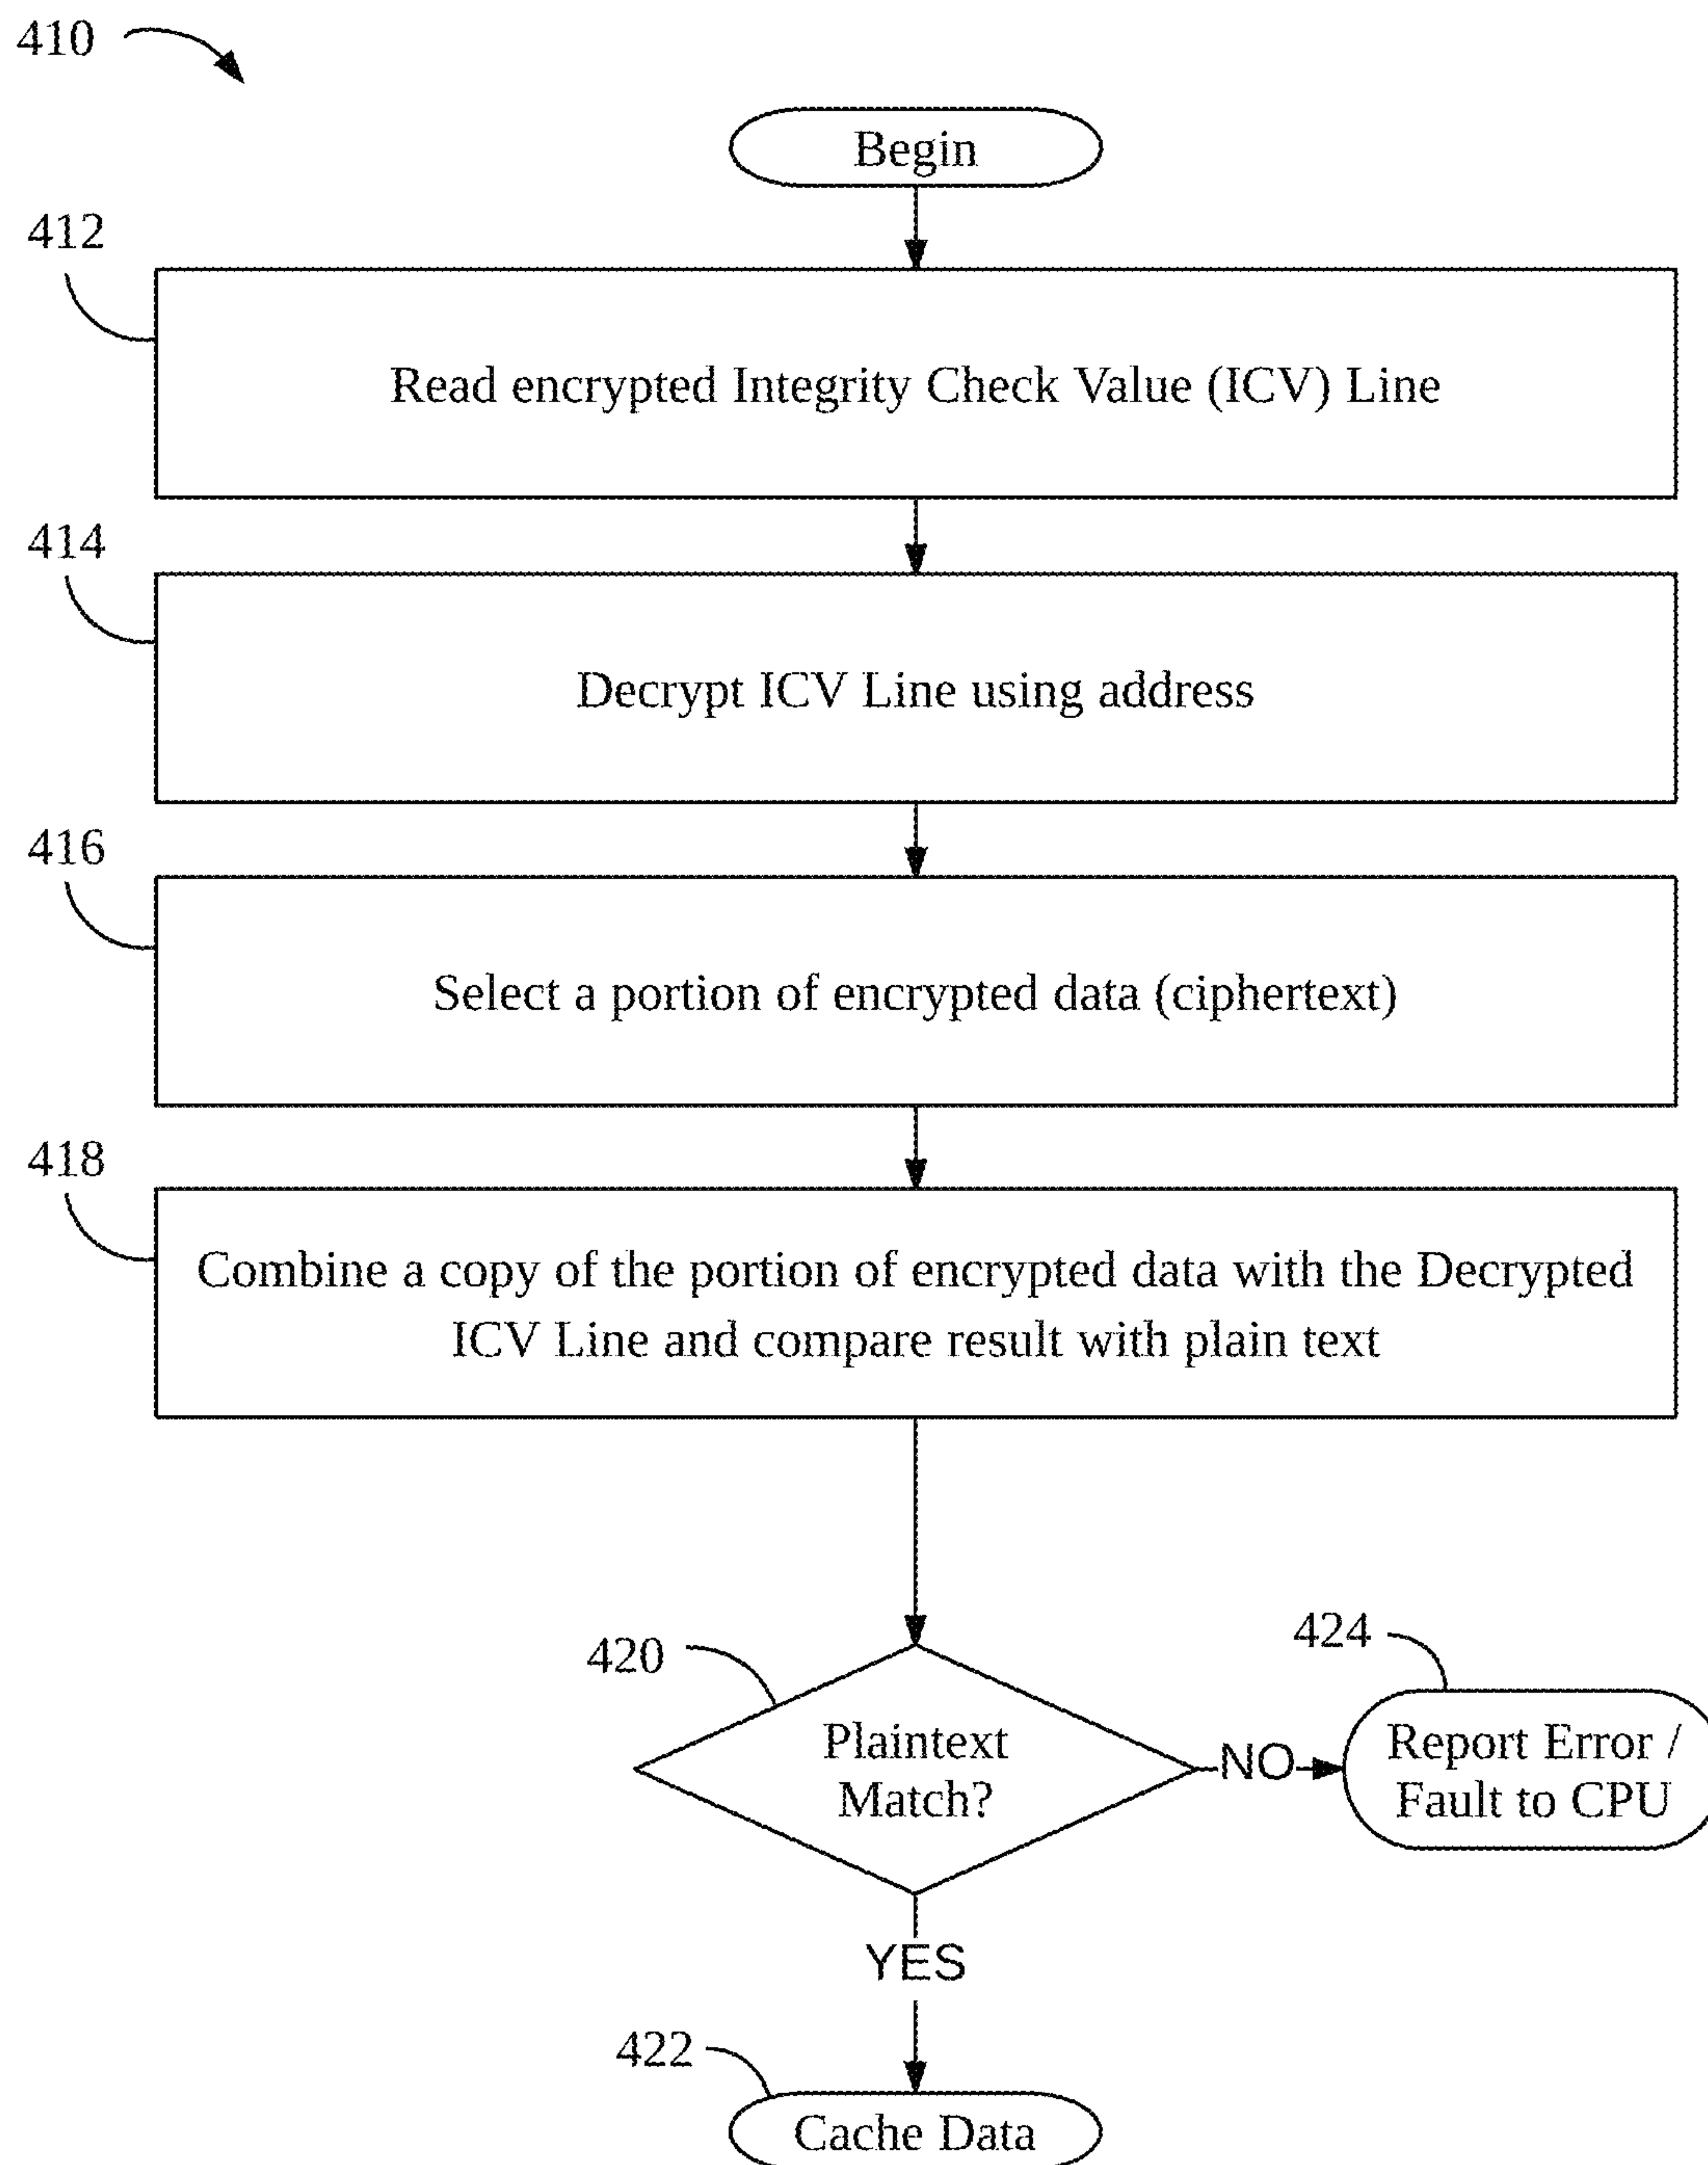 410
Begin
412
Read encrypted Integrity Check Value (ICV) Line
414
Decrypt ICV Line using address
416
Select a portion of encrypted data (ciphertext)
418
Combine a copy of the portion of encrypted data with the Decrypted
ICV Line and compare result with plain text
420
Plaintext
Match?
NO
424
Report Error /
Fault to CPU
YES
422
Cache Data